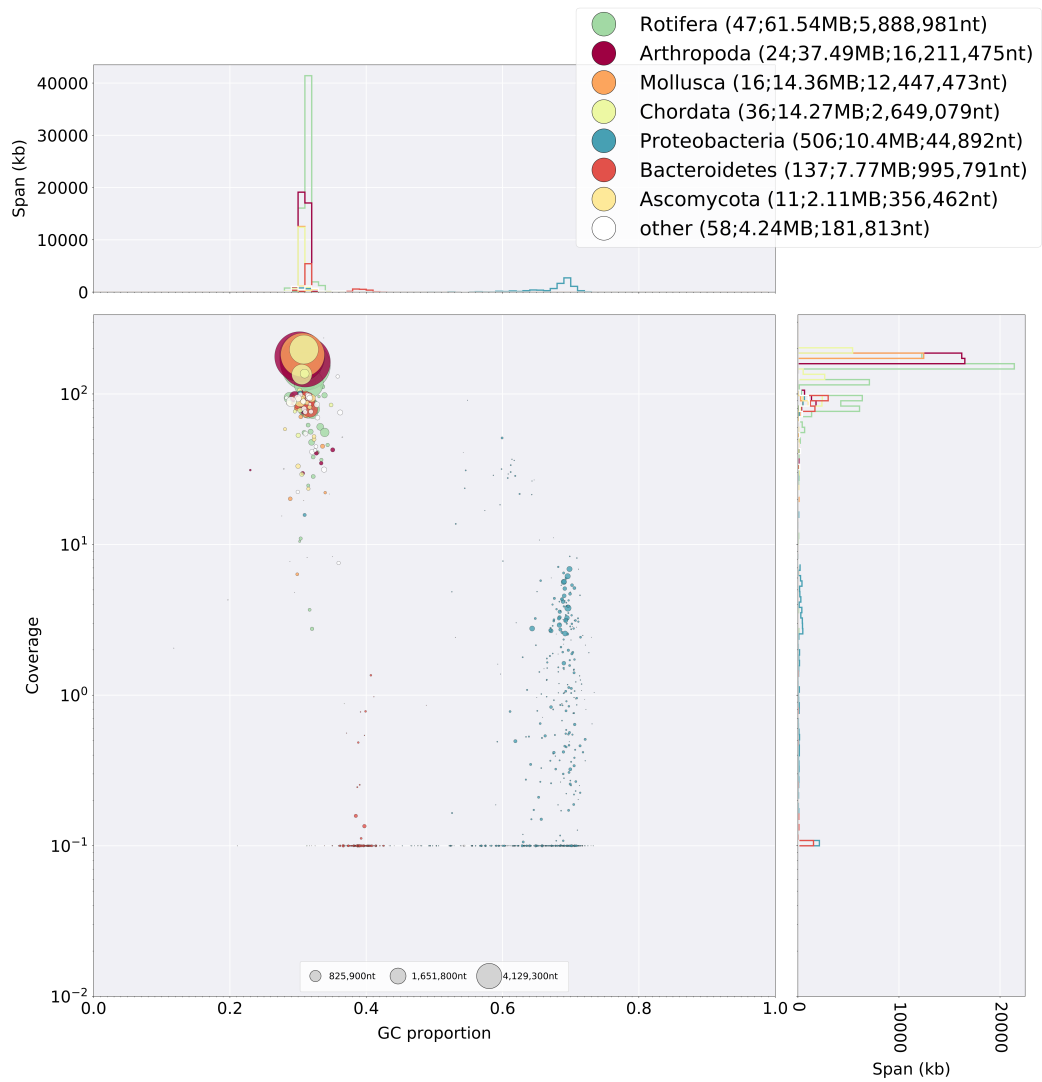 Rotifera (47;61.54MB;5,888,981nt)
Arthropoda (24;37.49MB;16,211,475nt)
Mollusca (16;14.36MB;12,447,473nt)
Chordata (36;14.27MB;2,649,079nt)
Proteobacteria (506;10.4MB;44,892nt)
Bacteroidetes (137;7.77MB;995,791nt)
Ascomycota (11;2.11MB;356,462nt)
other (58;4.24MB;181,813nt)
Span (kb)
40000
30000
20000
10000
0
Coverage
10²
10¹
10⁰
10⁻¹
10⁻²
825,900nt
1,651,800nt
4,129,300nt
0.0
0.2
0.4
0.6
0.8
1.0
GC proportion
0
10000
20000
Span (kb)